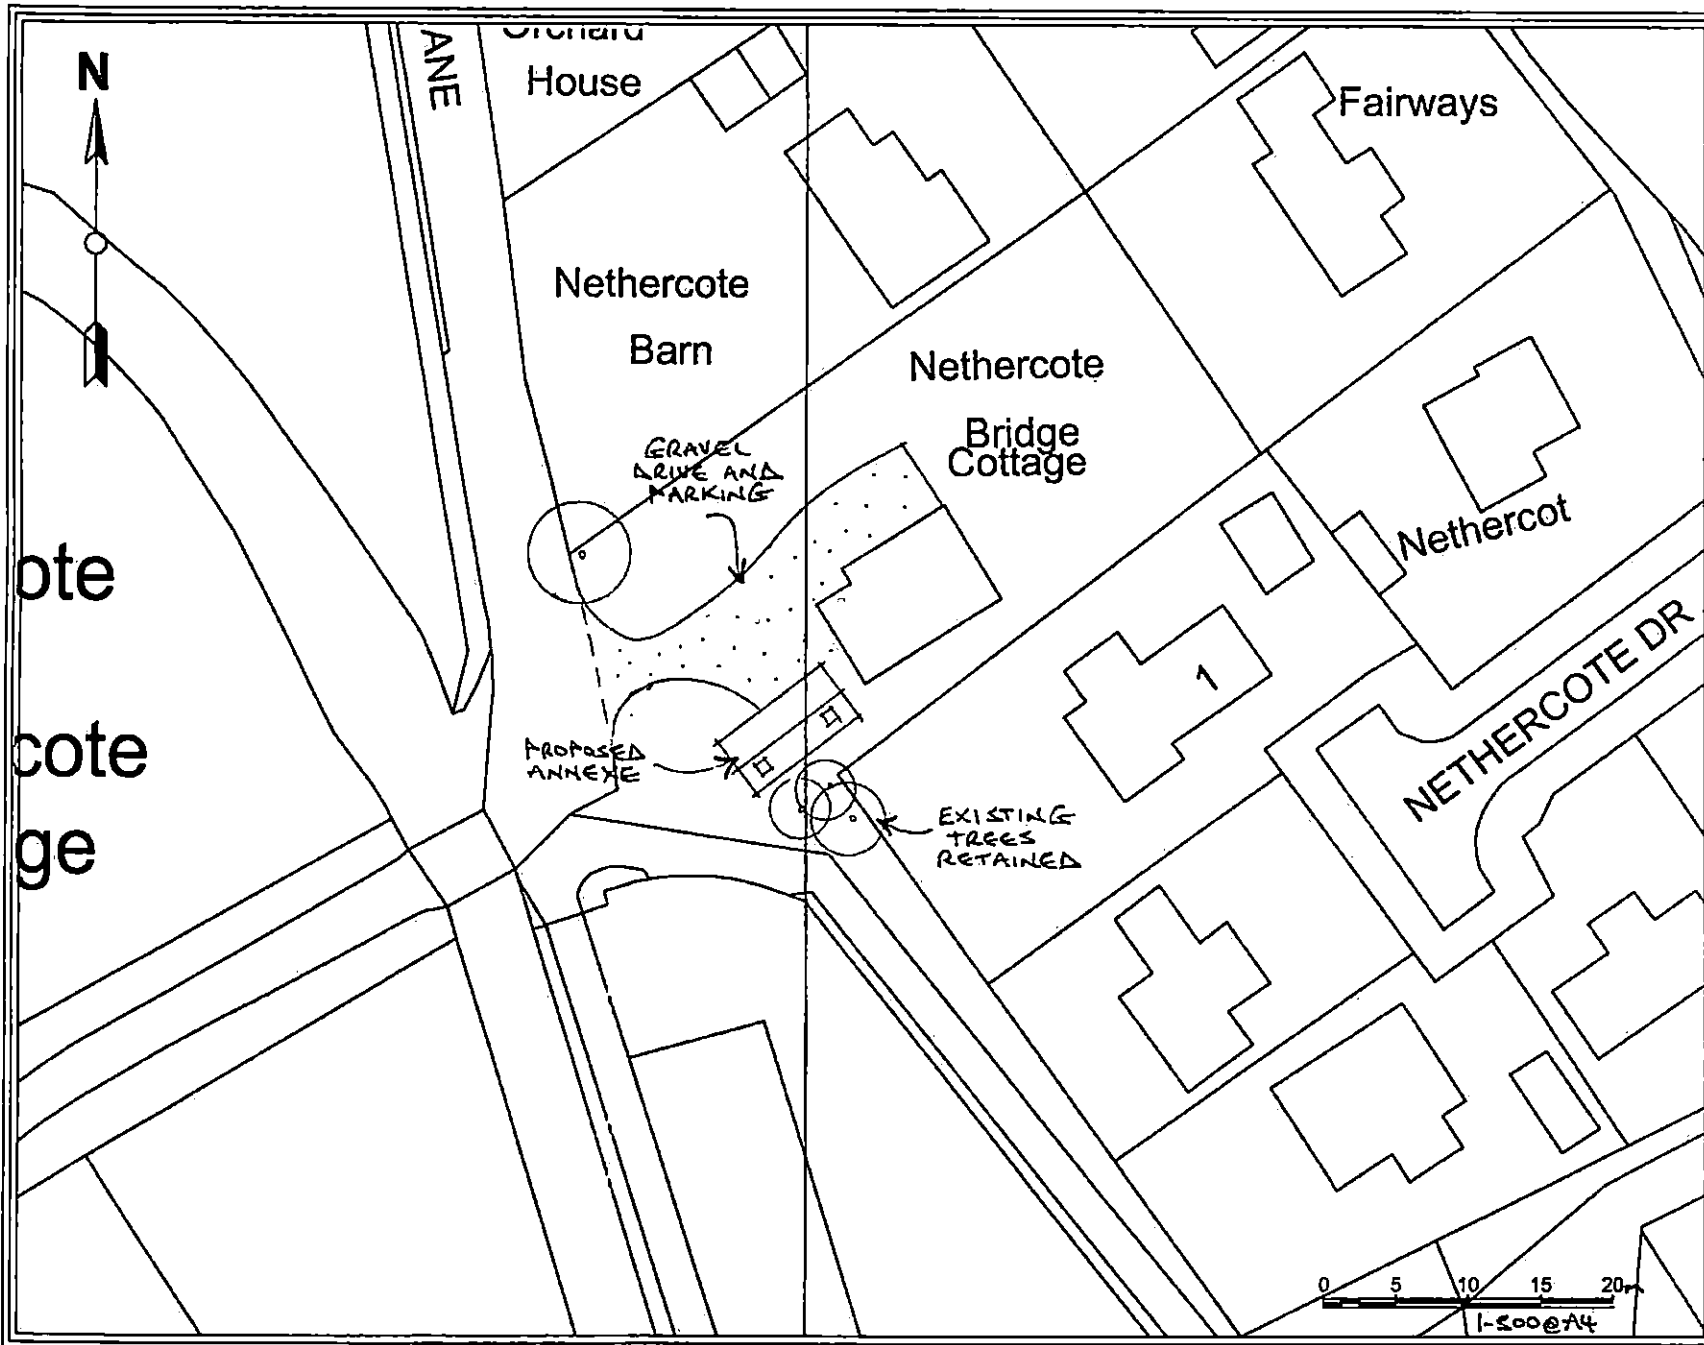 N
ANE
Orchard
House
Fairways
Nethercote
Barn
Nethercote
Bridge
Cottage
GRAVEL
DRIVE AND
PARKING
Nethercot
ote
1
NETHERCOTE DR
cote
PROPOSED
ANNEXE
ge
EXISTING
TREES
RETAINED
0 5 10 15 20m
1-500@A4